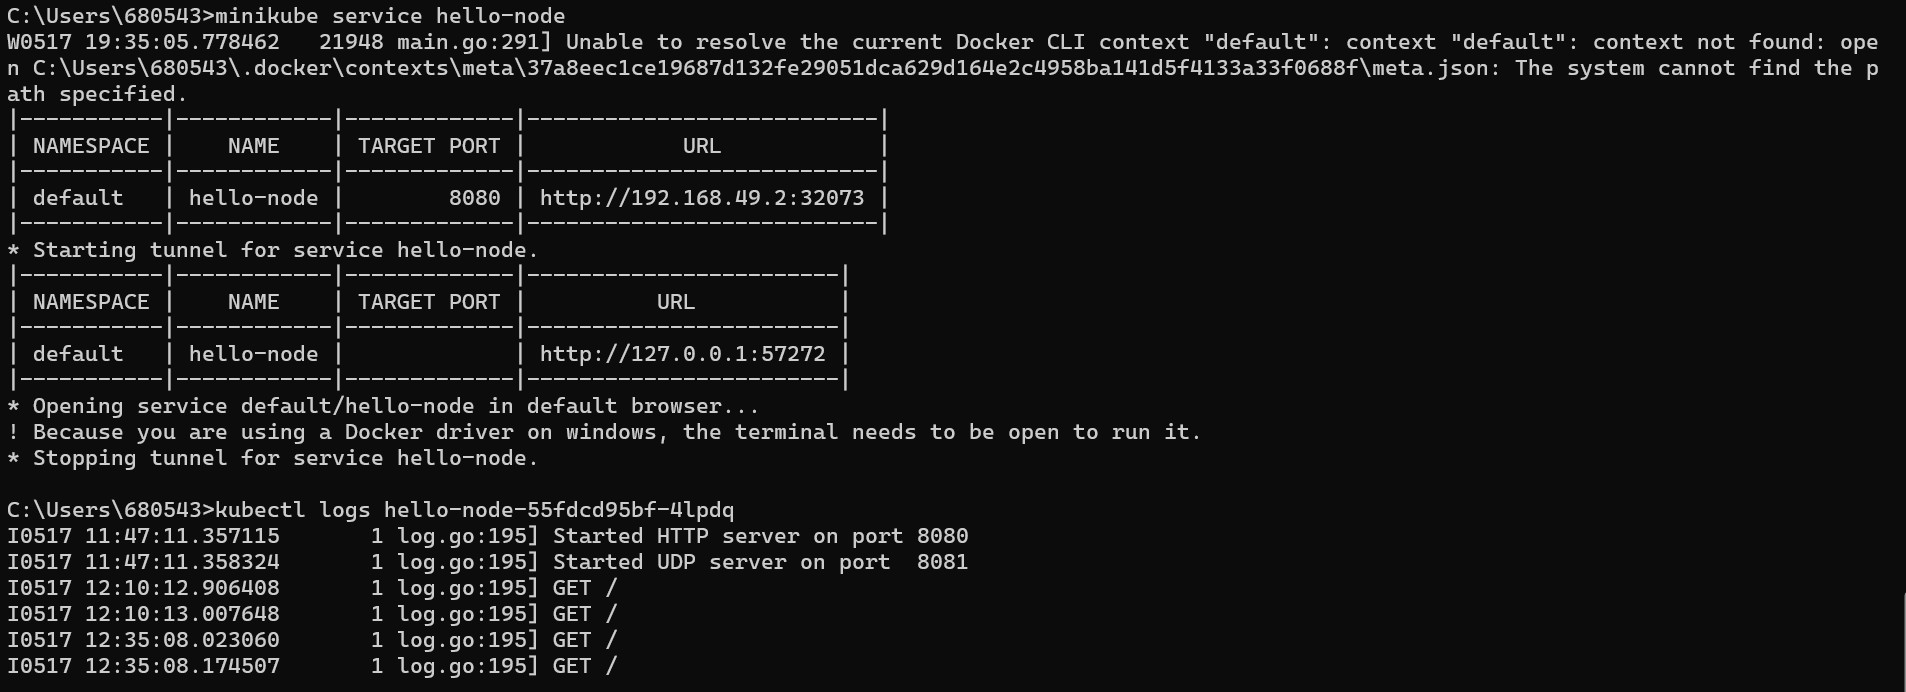 C:\Users\680543>minikube service hello-node
W0517 19:35:05.778462   21948 main.go:291] Unable to resolve the current Docker CLI context "default": context "default": context not found: ope
n C:\Users\680543\.docker\contexts\meta\37a8eec1ce19687d132fe29051dca629d164e2c4958ba141d5f4133a33f0688f\meta.json: The system cannot find the p
ath specified.
|-----------|------------|-------------|---------------------------|
| NAMESPACE |    NAME    | TARGET PORT |            URL            |
|-----------|------------|-------------|---------------------------|
| default   | hello-node |        8080 | http://192.168.49.2:32073 |
|-----------|------------|-------------|---------------------------|
* Starting tunnel for service hello-node.
|-----------|------------|-------------|------------------------|
| NAMESPACE |    NAME    | TARGET PORT |          URL           |
|-----------|------------|-------------|------------------------|
| default   | hello-node |             | http://127.0.0.1:57272 |
|-----------|------------|-------------|------------------------|
* Opening service default/hello-node in default browser...
! Because you are using a Docker driver on windows, the terminal needs to be open to run it.
* Stopping tunnel for service hello-node.
C:\Users\680543>kubectl logs hello-node-55fdcd95bf-4lpdq
I0517 11:47:11.357115       1 log.go:195] Started HTTP server on port 8080
I0517 11:47:11.358324       1 log.go:195] Started UDP server on port  8081
I0517 12:10:12.906408       1 log.go:195] GET /
I0517 12:10:13.007648       1 log.go:195] GET /
I0517 12:35:08.023060       1 log.go:195] GET /
I0517 12:35:08.174507       1 log.go:195] GET /